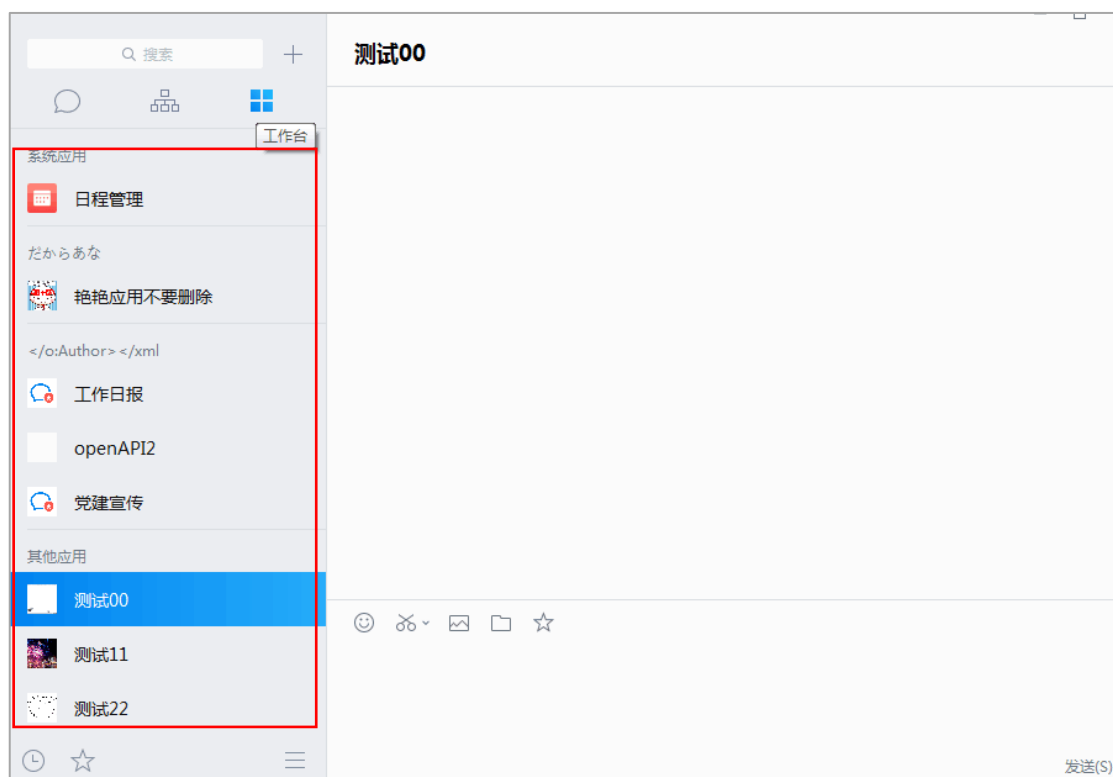 搜索
测试00
工作台
系统应用
日程管理
だからあな
艳艳应用不要删除
</o:Author></xml
工作日报
openAPI2
党建宣传
其他应用
测试00
测试11
测试22
发送(S)